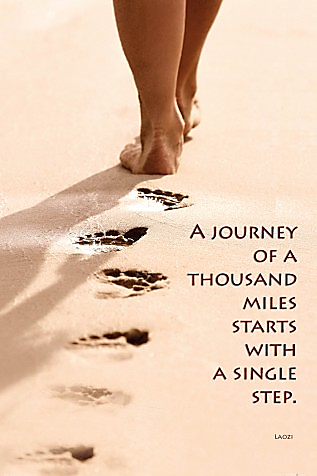 A JOURNEY
OF A
THOUSAND
MILES
STARTS
WITH
A SINGLE
STEP.
LAOZI